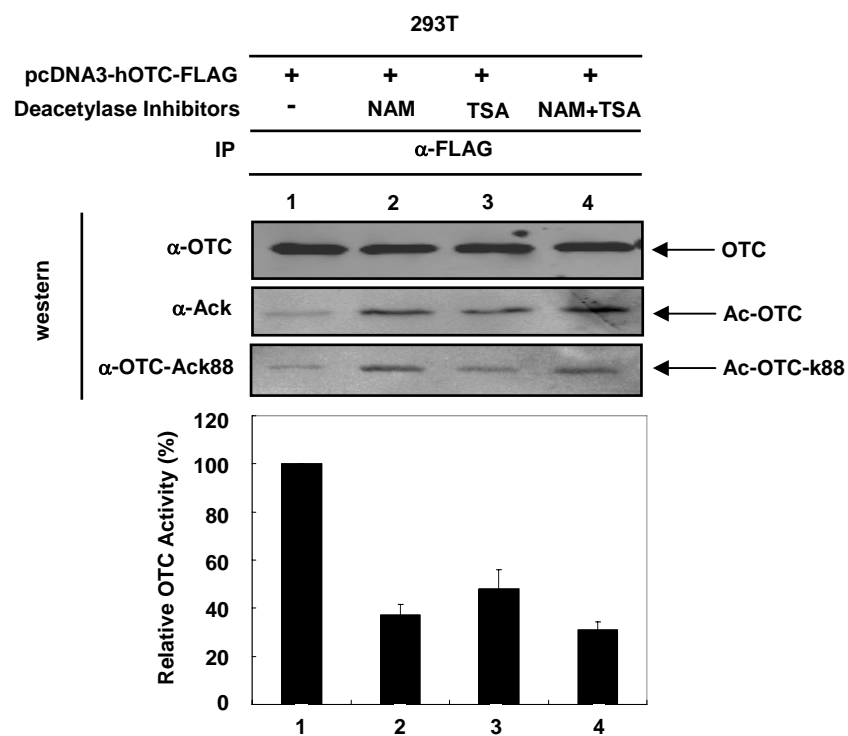 293T
pcDNA3-hOTC-FLAG + + + +
Deacetylase Inhibitors - NAM TSA NAM+TSA
IP α-FLAG
1 2 3 4
western
α-OTC OTC
α-Ack Ac-OTC
α-OTC-Ack88 Ac-OTC-k88
Relative OTC Activity (%)
120
100
80
60
40
20
0
1 2 3 4